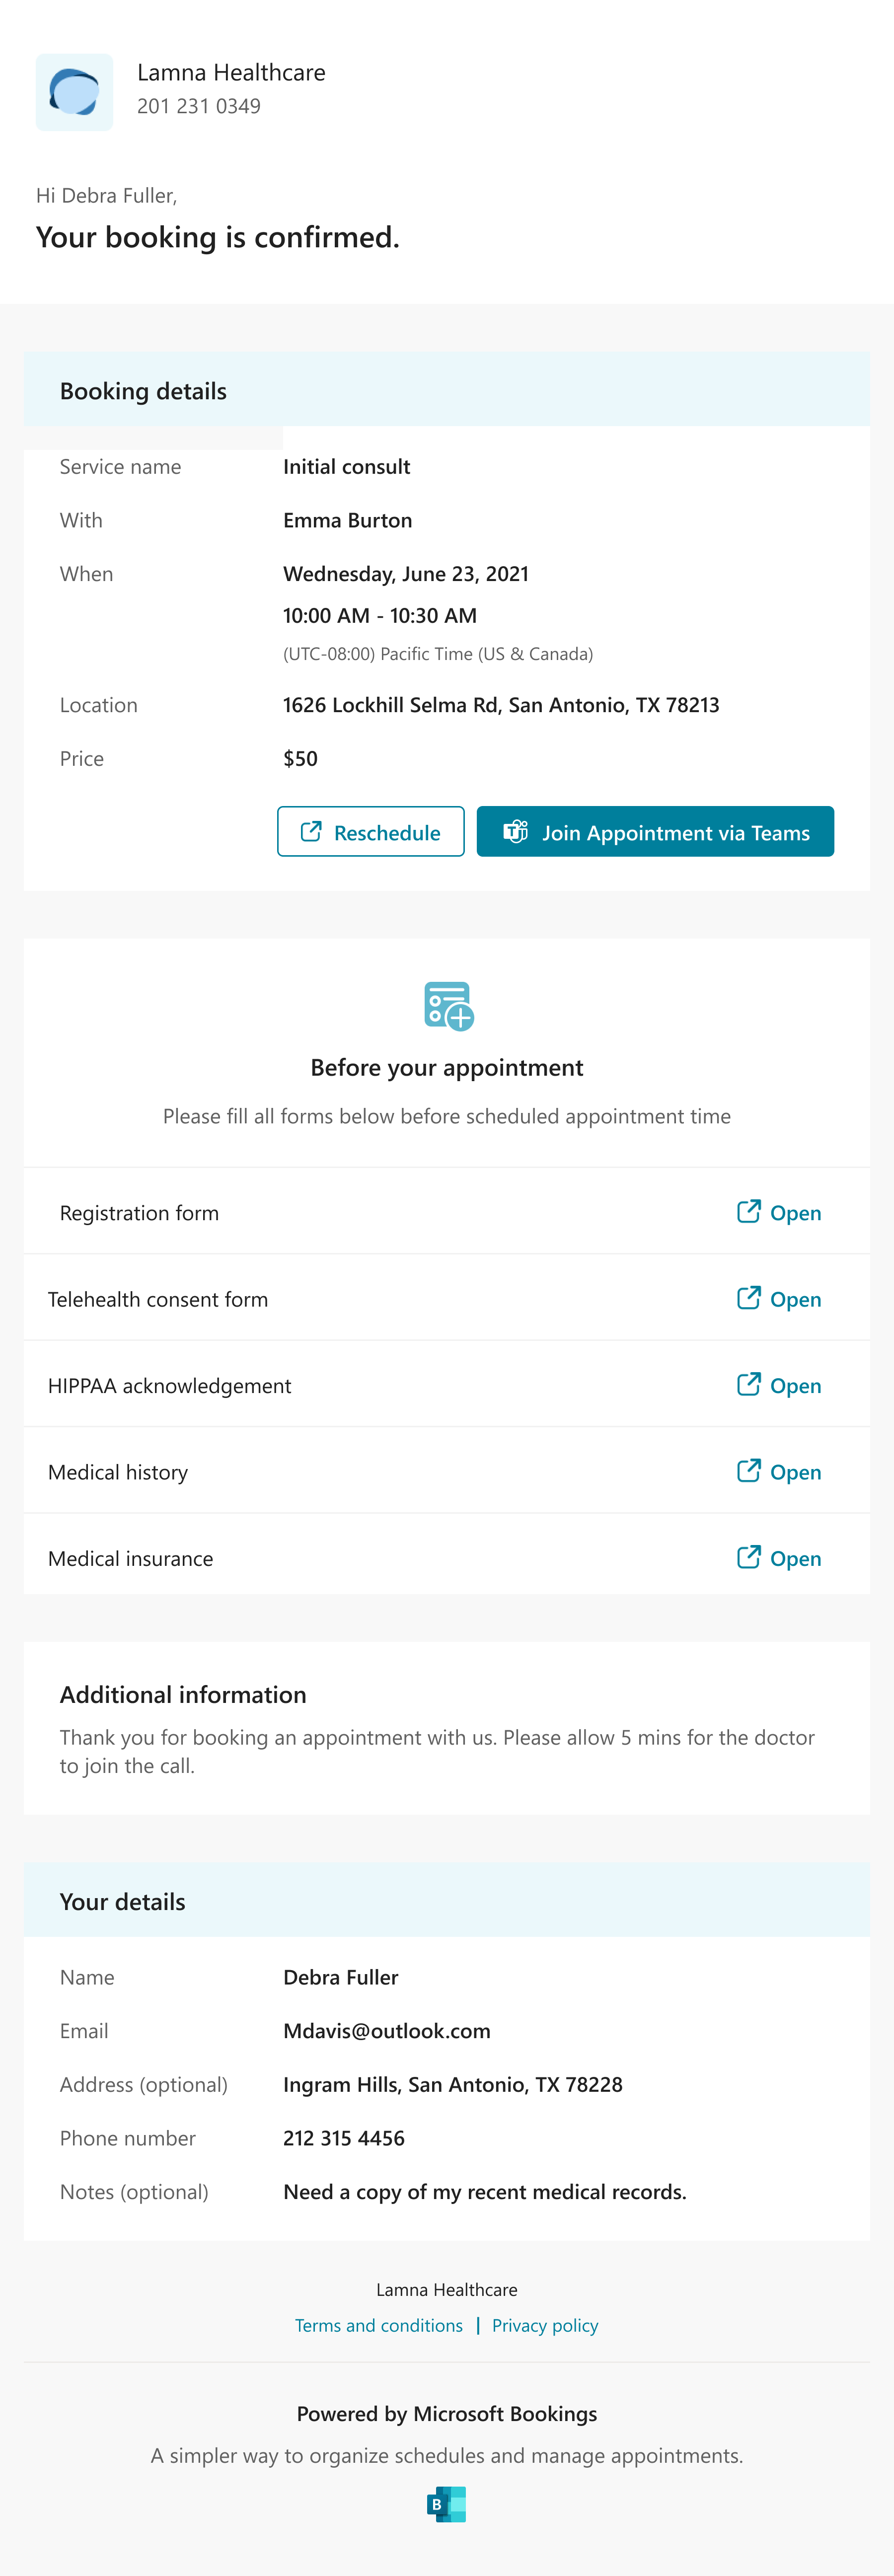 Lamna Healthcare
201 231 0349
Hi Debra Fuller,
Your booking is confirmed.
Booking details
Service name Initial consult
With Emma Burton
When Wednesday, June 23, 2021
10:00 AM - 10:30 AM
(UTC-08:00) Pacific Time (US & Canada)
Location 1626 Lockhill Selma Rd, San Antonio, TX 78213
Price $50
Reschedule Join Appointment via Teams
Before your appointment
Please fill all forms below before scheduled appointment time
Registration form Open
Telehealth consent form Open
HIPPAA acknowledgement Open
Medical history Open
Medical insurance Open
Additional information
Thank you for booking an appointment with us. Please allow 5 mins for the doctor
to join the call.
Your details
Name Debra Fuller
Email Mdavis@outlook.com
Address (optional) Ingram Hills, San Antonio, TX 78228
Phone number 212 315 4456
Notes (optional) Need a copy of my recent medical records.
Lamna Healthcare
Terms and conditions | Privacy policy
Powered by Microsoft Bookings
A simpler way to organize schedules and manage appointments.
B